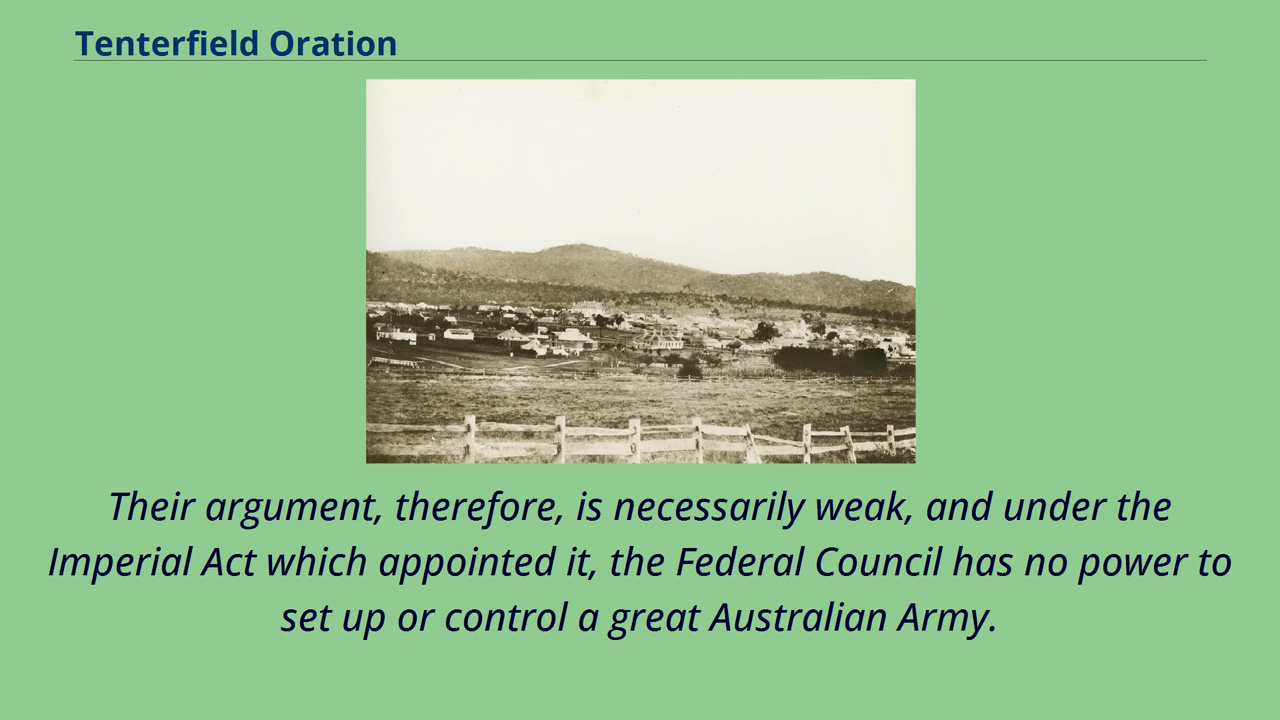 Tenterfield Oration
Their argument, therefore, is necessarily weak, and under the
Imperial Act which appointed it, the Federal Council has no power to
set up or control a great Australian Army.